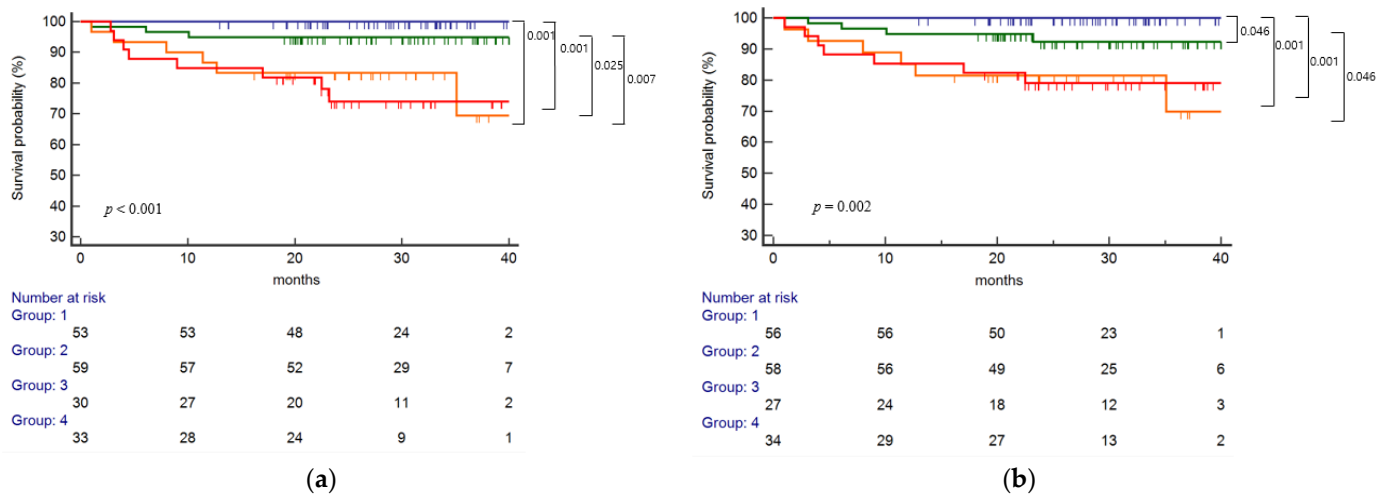 100
90
80
70
60
50
40
30
Survival probability (%)
0 10 20 30 40
months
p < 0.001
0.001
0.001
0.025
0.007
Number at risk
Group: 1
53 53 48 24 2
Group: 2
59 57 52 29 7
Group: 3
30 27 20 11 2
Group: 4
33 28 24 9 1
(a)
100
90
80
70
60
50
40
30
Survival probability (%)
0 10 20 30 40
months
p = 0.002
0.046
0.001
0.001
0.046
Number at risk
Group: 1
56 56 50 23 1
Group: 2
58 56 49 25 6
Group: 3
27 24 18 12 3
Group: 4
34 29 27 13 2
(b)